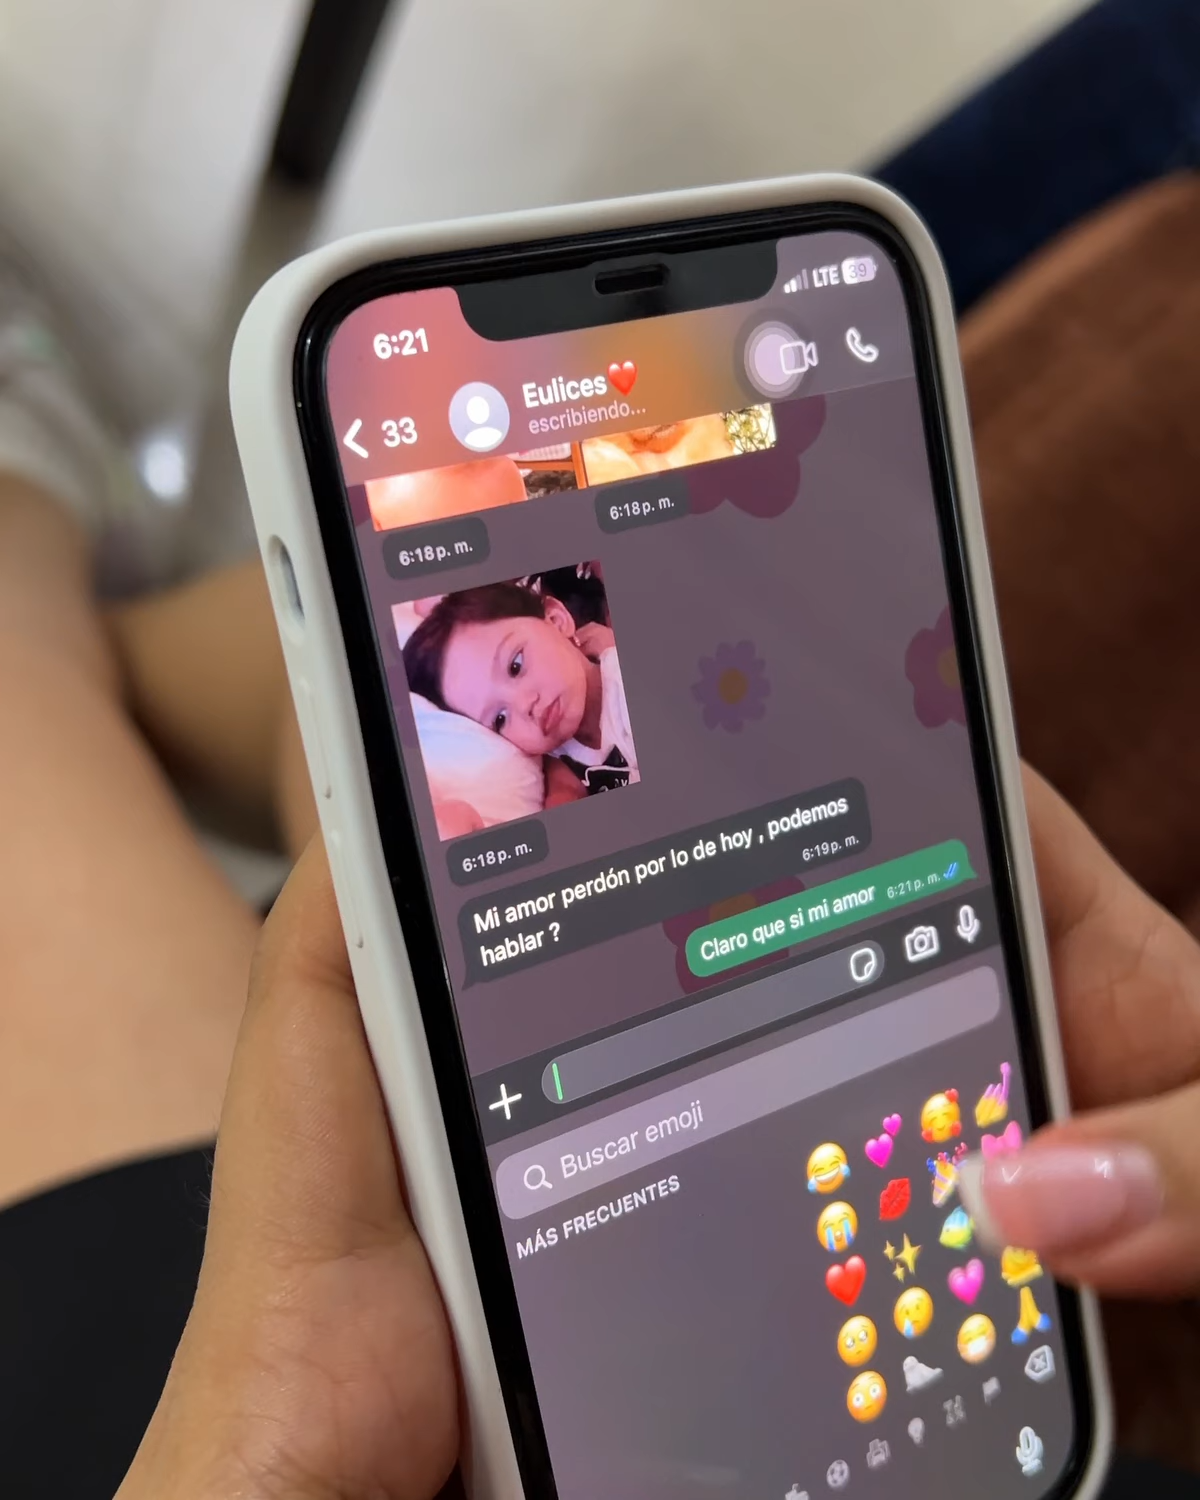 6:21
LTE 39
33
Eulices❤️
escribiendo...
6:18 p. m.
6:18 p. m.
6:18 p. m.
Mi amor perdón por lo de hoy , podemos
hablar ?
6:19 p. m.
Claro que si mi amor
6:21 p. m.
Buscar emoji
MÁS FRECUENTES